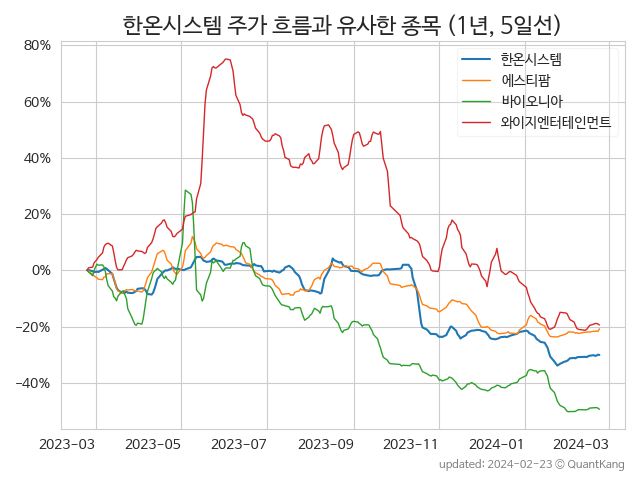 한온시스템 주가 흐름과 유사한 종목 (1년, 5일선)
80%
60%
40%
20%
0%
−20%
−40%
한온시스템
에스티팜
바이오니아
와이지엔터테인먼트
2023-03 2023-05 2023-07 2023-09 2023-11 2024-01 2024-03
updated: 2024-02-23 © QuantKang